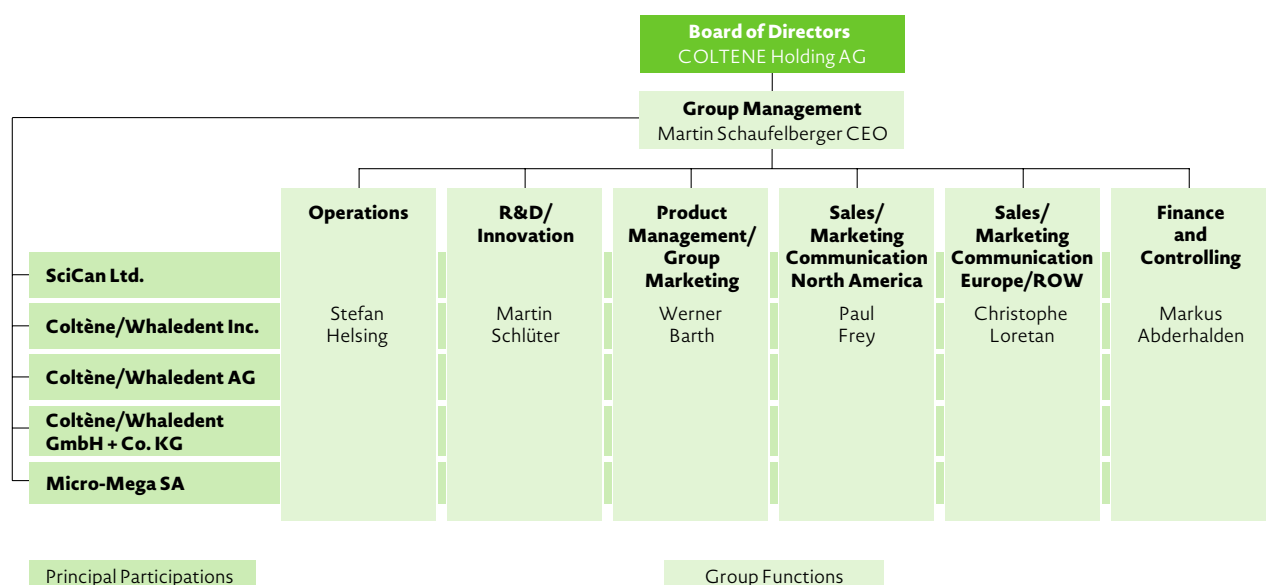 Board of Directors
COLTENE Holding AG
Group Management
Martin Schaufelberger CEO
Operations
Stefan
Helsing
R&D/
Innovation
Martin
Schlüter
Product
Management/
Group
Marketing
Werner
Barth
Sales/
Marketing
Communication
North America
Paul
Frey
Sales/
Marketing
Communication
Europe/ROW
Christophe
Loretan
Finance
and
Controlling
Markus
Abderhalden
SciCan Ltd.
Coltène/Whaledent Inc.
Coltène/Whaledent AG
Coltène/Whaledent
GmbH + Co. KG
Micro-Mega SA
Principal Participations
Group Functions